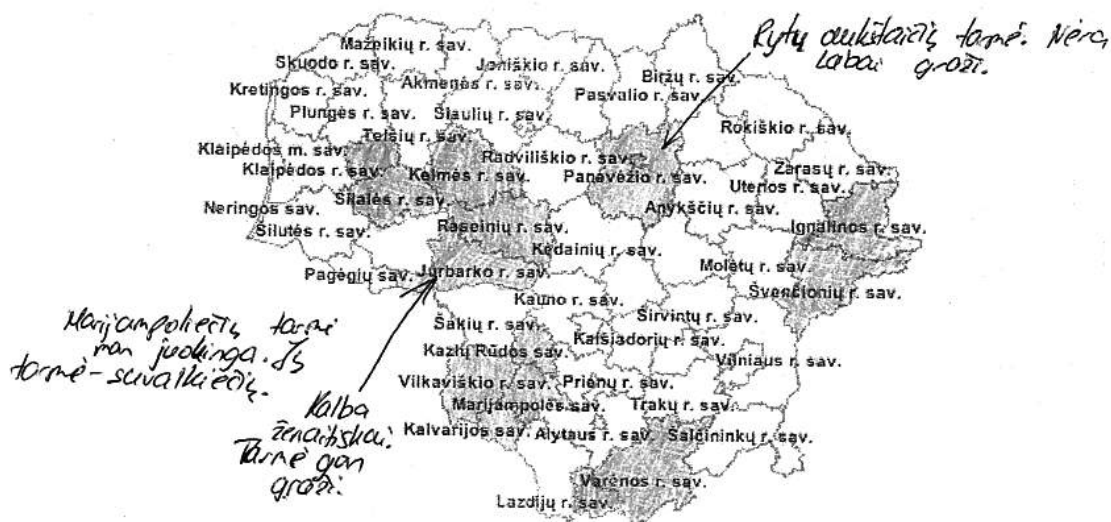 Mažeikių r. sav.
Skuodo r. sav.
Joniškio r. sav.
Akmenės r. sav.
Kretingos r. sav.
Biržų r. sav.
Pasvalio r. sav.
Plungės r. sav.
Šiaulių r. sav.
Rokiškio r. sav.
Telšių r. sav.
Klaipėdos m. sav.
Radviliškio r. sav.
Klaipėdos r. sav.
Kelmės r. sav.
Panevėžio r. sav.
Zarasų r. sav.
Utenos r. sav.
Neringos sav.
Šilalės r. sav.
Anykščių r. sav.
Šilutės r. sav.
Raseinių r. sav.
Ignalinos r. sav.
Kėdainių r. sav.
Pagėgių sav.
Jurbarko r. sav.
Molėtų r. sav.
Švenčionių r. sav.
Kauno r. sav.
Širvintų r. sav.
Šakių r. sav.
Kaišiadorių r. sav.
Kazlų Rūdos sav.
Vilniaus r. sav.
Vilkaviškio r. sav.
Prienų r. sav.
Marijampolės sav.
Trakų r. sav.
Kalvarijos sav.
Alytaus r. sav.
Šalčininkų r. sav.
Varėnos r. sav.
Lazdijų r. sav.
Rytų aukštaičių tarmė. Nėra
labai graži.
Marijampoliečių tarmė
man juokinga. Jų
tarmė-suvalkiečių.
Kalba
žemaitiškai.
Tarmė gan
graži.